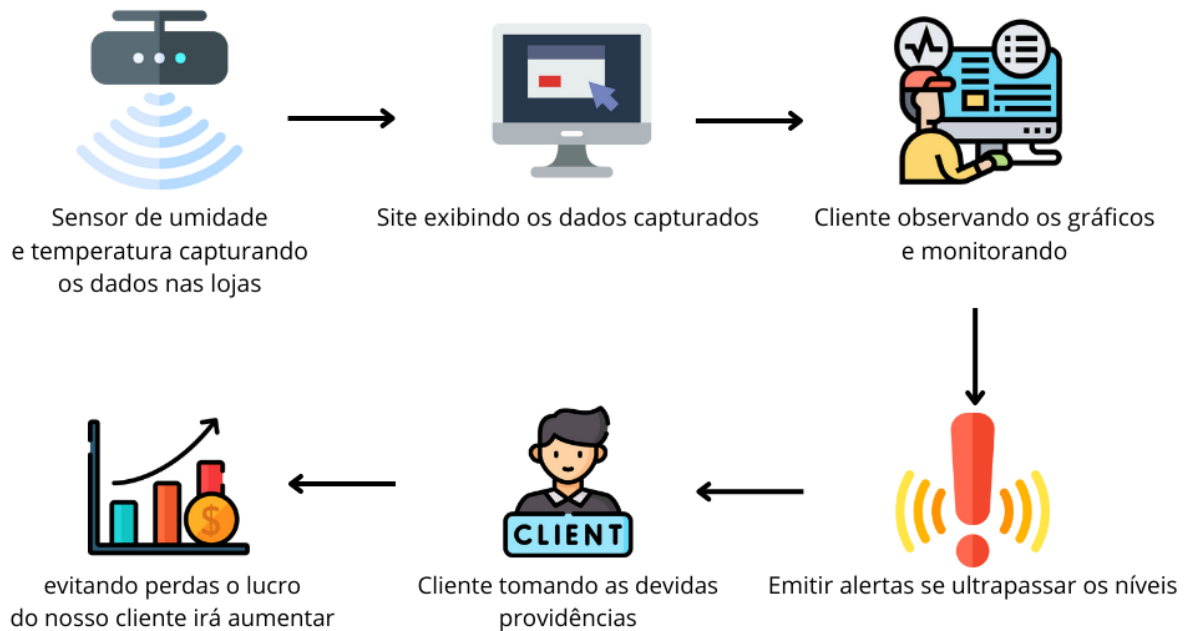 Sensor de umidade
e temperatura capturando
os dados nas lojas
Site exibindo os dados capturados
Cliente observando os gráficos
e monitorando
$
evitando perdas o lucro
do nosso cliente irá aumentar
CLIENT
Cliente tomando as devidas
providências
Emitir alertas se ultrapassar os níveis